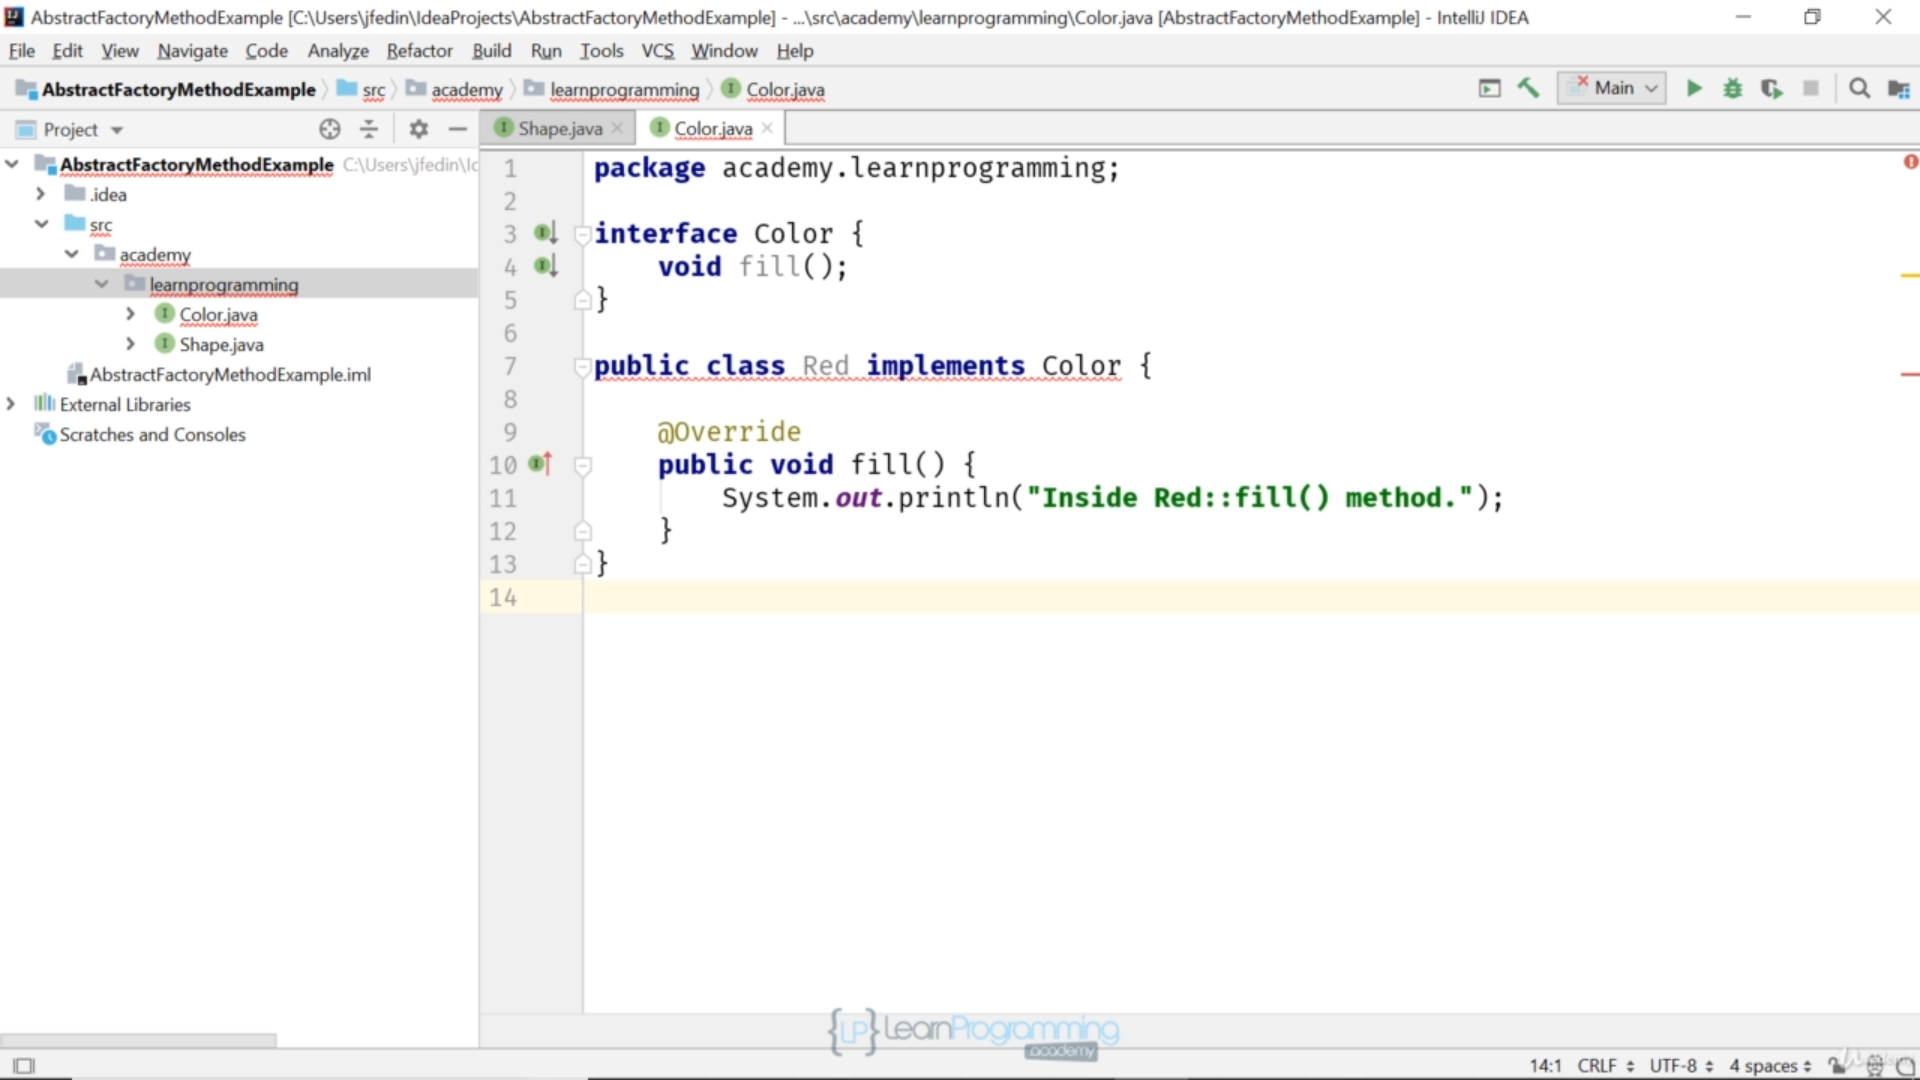 AbstractFactoryMethodExample [C:\Users\jfedin\IdeaProjects\AbstractFactoryMethodExample] - ...\src\academy\learnprogramming\Color.java [AbstractFactoryMethodExample] - IntelliJ IDEA
File Edit View Navigate Code Analyze Refactor Build Run Tools VCS Window Help
AbstractFactoryMethodExample src academy learnprogramming Color.java Main
Project Shape.java Color.java
AbstractFactoryMethodExample C:\Users\jfedin\Ic
.idea
src
academy
learnprogramming
Color.java
Shape.java
AbstractFactoryMethodExample.iml
External Libraries
Scratches and Consoles
1 package academy.learnprogramming;
2
3 interface Color {
4 void fill();
5 }
6
7 public class Red implements Color {
8
9 @Override
10 public void fill() {
11 System.out.println("Inside Red::fill() method.");
12 }
13 }
14
{LP} LearnProgramming
academy
14:1 CRLF UTF-8 4 spaces